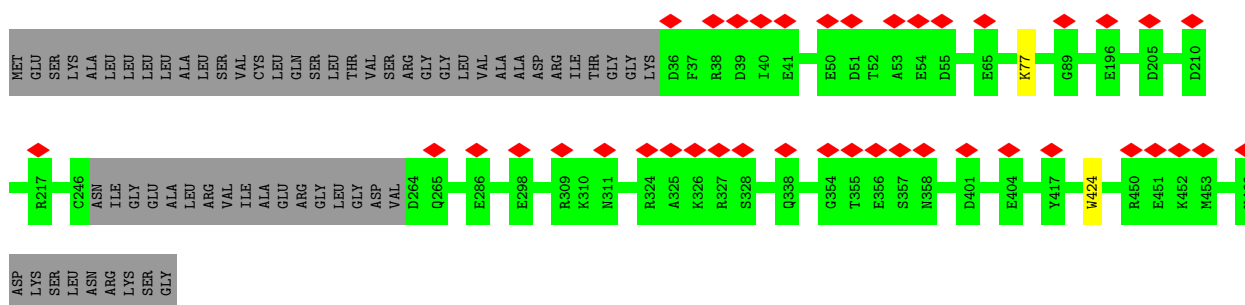 MET GLU SER LYS ALA LEU LEU LEU LEU ALA LEU SER VAL CYS LEU GLN SER LEU THR VAL SER ARG GLY GLY LEU VAL ALA ALA ASP ARG ILE THR GLY GLY LYS D36 F37 R38 D39 I40 E41 E50 D51 T52 A53 E54 D55 E65 K77 G89 E196 D205 D210
R217 C246 ASN ILE GLY GLU ALA LEU ARG VAL ILE ALA GLU ARG GLY LEU GLY ASP VAL D264 Q265 E286 E298 R309 K310 N311 R324 A325 K326 R327 S328 Q338 G354 T355 E356 S357 N358 D401 E404 Y417 W424 R450 E451 K452 M453
ASP LYS SER LEU ASN ARG LYS SER GLY